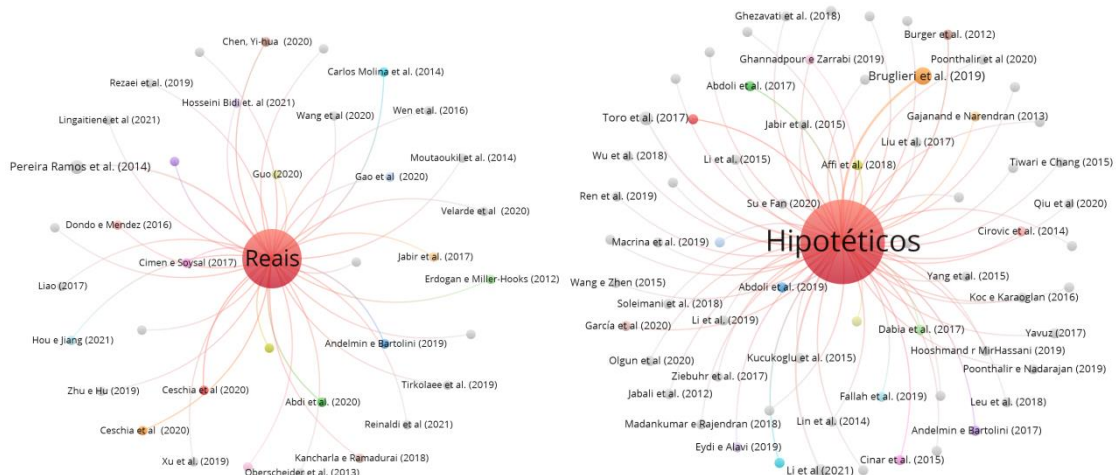 Chen, Yi-hua (2020)
Rezaei et al. (2019)
Carlos Molina et al. (2014)
Hosseini Bidi et. al (2021)
Wang et al (2020)
Wen et al. (2016)
Lingaitienė et al (2021)
Pereira Ramos et al. (2014)
Guo (2020)
Moutaoukil et al. (2014)
Gao et al (2020)
Dondo e Mendez (2016)
Velarde et al (2020)
Reais
Cimen e Soysal (2017)
Jabir et al. (2017)
Liao (2017)
Erdogan e Miller-Hooks (2012)
Hou e Jiang (2021)
Andelmin e Bartolini (2019)
Zhu e Hu (2019)
Ceschia et al (2020)
Abdi et al. (2020)
Tirkolaee et al. (2019)
Ceschia et al (2020)
Reinaldi et al (2021)
Xu et al. (2019)
Kancharla e Ramadurai (2018)
Oberscheider et al. (2013)
Ghezavati et al. (2018)
Burger et al. (2012)
Ghannadpour e Zarrabi (2019)
Poonthalir et al (2020)
Bruglieri et al. (2019)
Abdoli et al. (2017)
Toro et al. (2017)
Jabir et al. (2015)
Gajanand e Narendran (2013)
Liu et al. (2017)
Wu et al. (2018)
Li et al. (2015)
Affi et al. (2018)
Tiwari e Chang (2015)
Ren et al. (2019)
Su e Fan (2020)
Qiu et al (2020)
Macrina et al. (2019)
Hipotéticos
Cirovic et al. (2014)
Wang e Zhen (2015)
Abdoli et al. (2019)
Yang et al. (2015)
Soleimani et al. (2018)
Koc e Karaoglan (2016)
García et al (2020)
Li et al. (2019)
Dabia et al. (2017)
Yavuz (2017)
Olgun et al (2020)
Kucukoglu et al. (2015)
Hooshmand r MirHassani (2019)
Ziebuhr et al. (2017)
Poonthalir e Nadarajan (2019)
Jabali et al. (2012)
Fallah et al. (2019)
Leu et al. (2018)
Madankumar e Rajendran (2018)
Lin et al. (2014)
Andelmin e Bartolini (2017)
Eydi e Alavi (2019)
Cinar et al. (2015)
Li et al (2021)